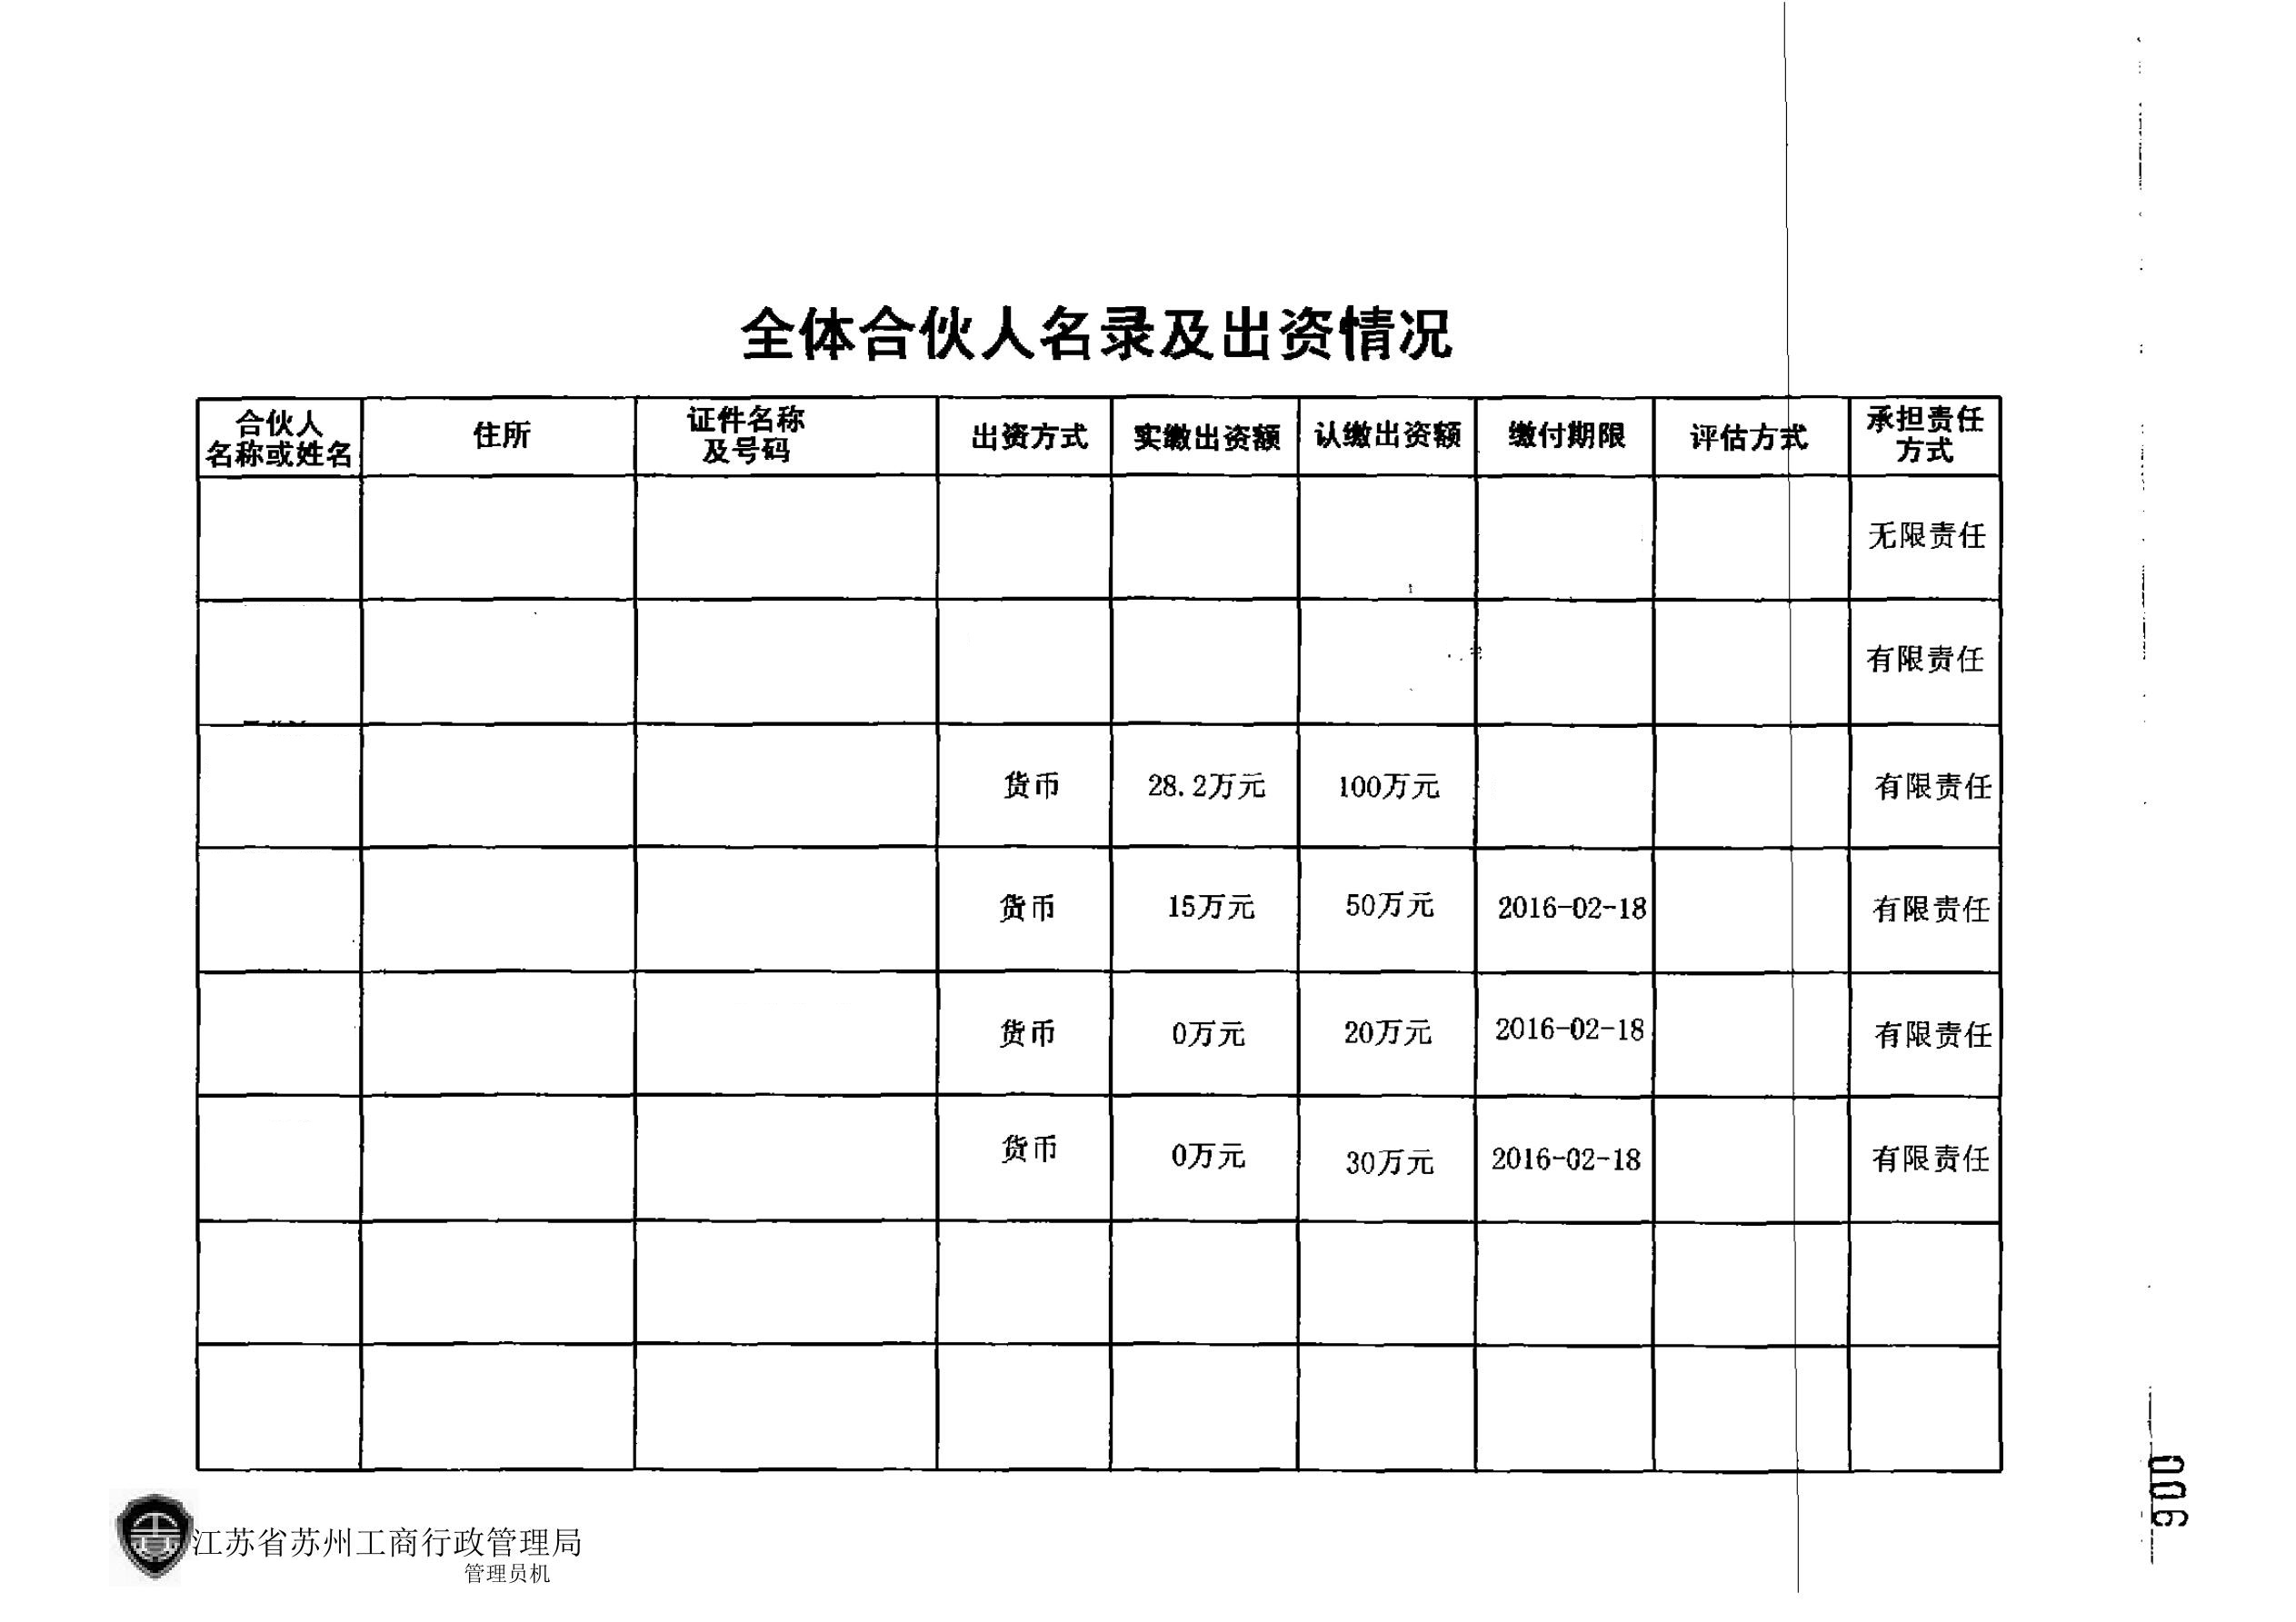 全体合伙人名录及出资情况
合伙人 名称或姓名 住所 证件名称 及号码 出资方式 实缴出资额 认缴出资额 缴付期限 评估方式 承担责任 方式
无限责任
有限责任
货币 28.2万元 100万元 有限责任
货币 15万元 50万元 2016-02-18 有限责任
货币 0万元 20万元 2016-02-18 有限责任
货币 0万元 30万元 2016-02-18 有限责任
江苏省苏州工商行政管理局
管理员机
006